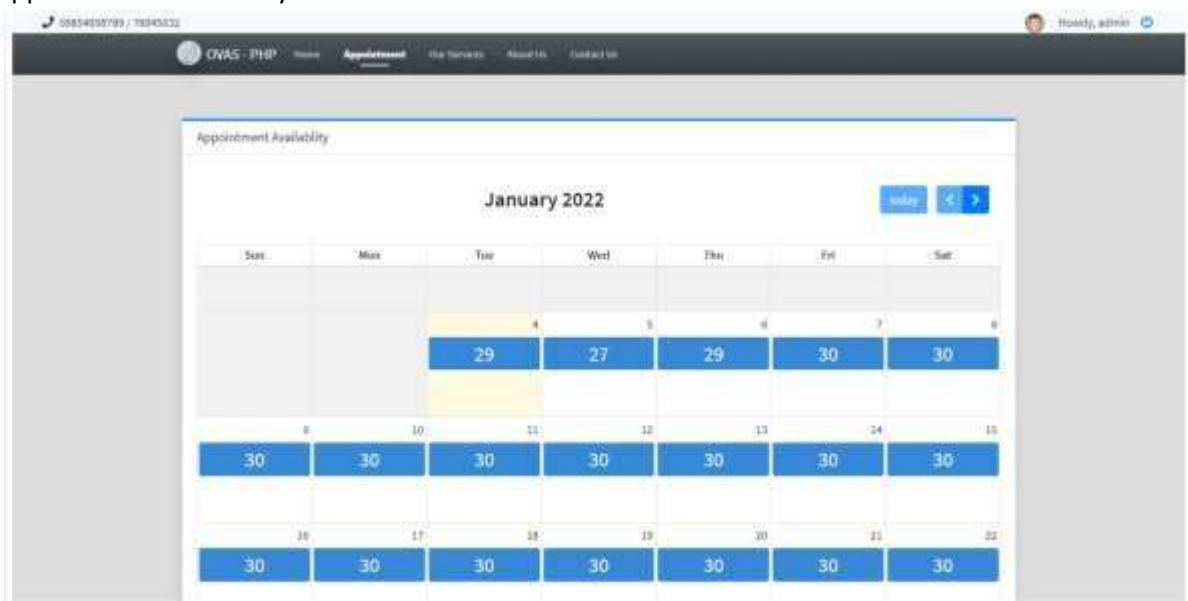 Howdy, admin
OVAS - PHP Home Appointment Our Services About Us Contact Us
Appointment Availablity
January 2022
today < >
Sun Mon Tue Wed Thu Fri Sat
4 5 6 7 8
29 27 29 30 30
9 10 11 12 13 14 15
30 30 30 30 30 30 30
16 17 18 19 20 21 22
30 30 30 30 30 30 30